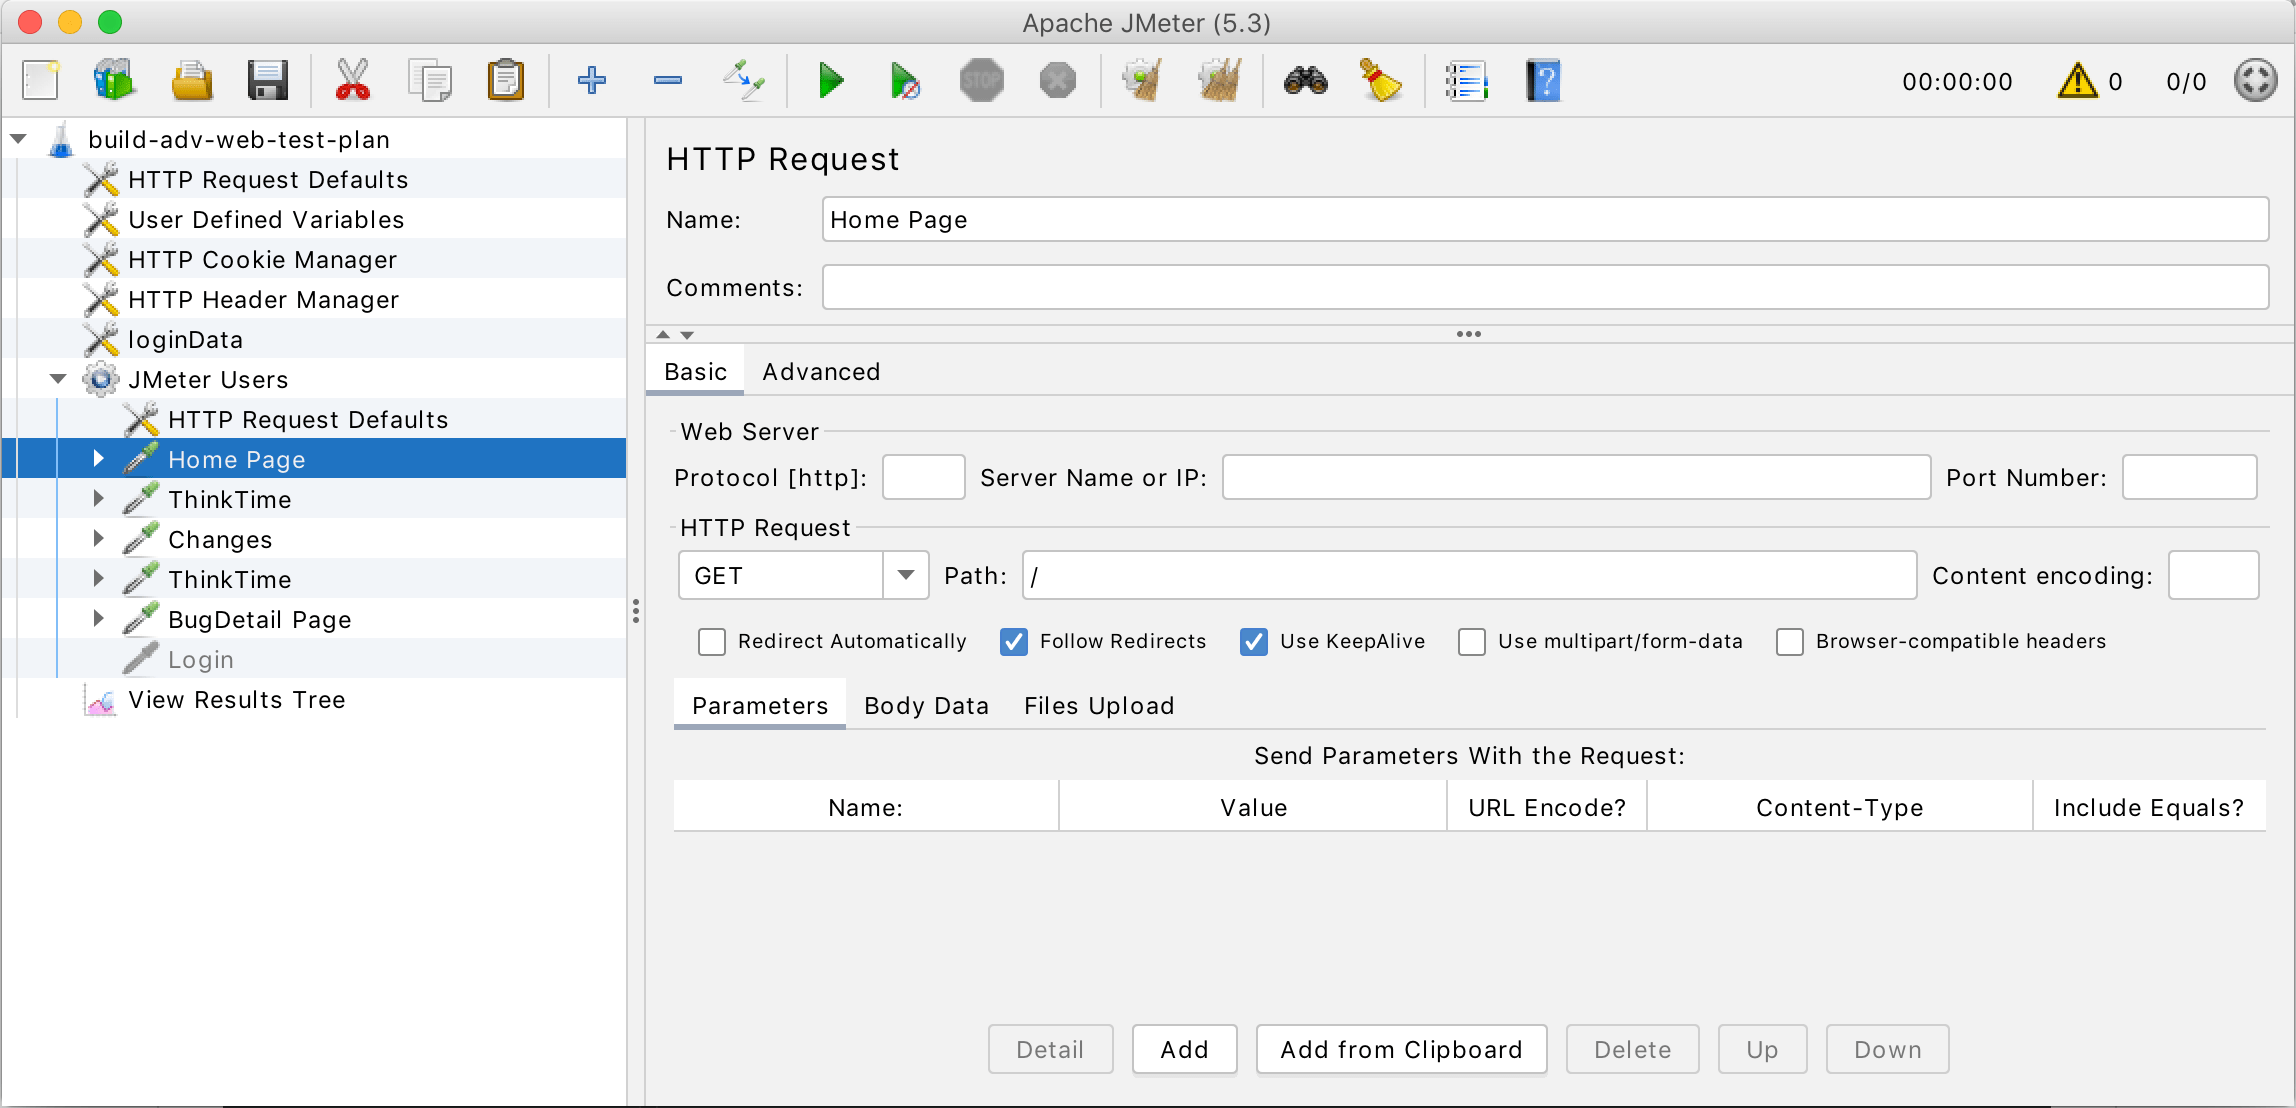 Apache JMeter (5.3)
STOP
00:00:00
0
0/0
build-adv-web-test-plan
HTTP Request Defaults
User Defined Variables
HTTP Cookie Manager
HTTP Header Manager
loginData
JMeter Users
HTTP Request Defaults
Home Page
ThinkTime
Changes
ThinkTime
BugDetail Page
Login
View Results Tree
HTTP Request
Name: Home Page
Comments:
Basic Advanced
Web Server
Protocol [http]: Server Name or IP: Port Number:
HTTP Request
GET Path: / Content encoding:
Redirect Automatically Follow Redirects Use KeepAlive Use multipart/form-data Browser-compatible headers
Parameters Body Data Files Upload
Send Parameters With the Request:
Name: Value URL Encode? Content-Type Include Equals?
Detail Add Add from Clipboard Delete Up Down